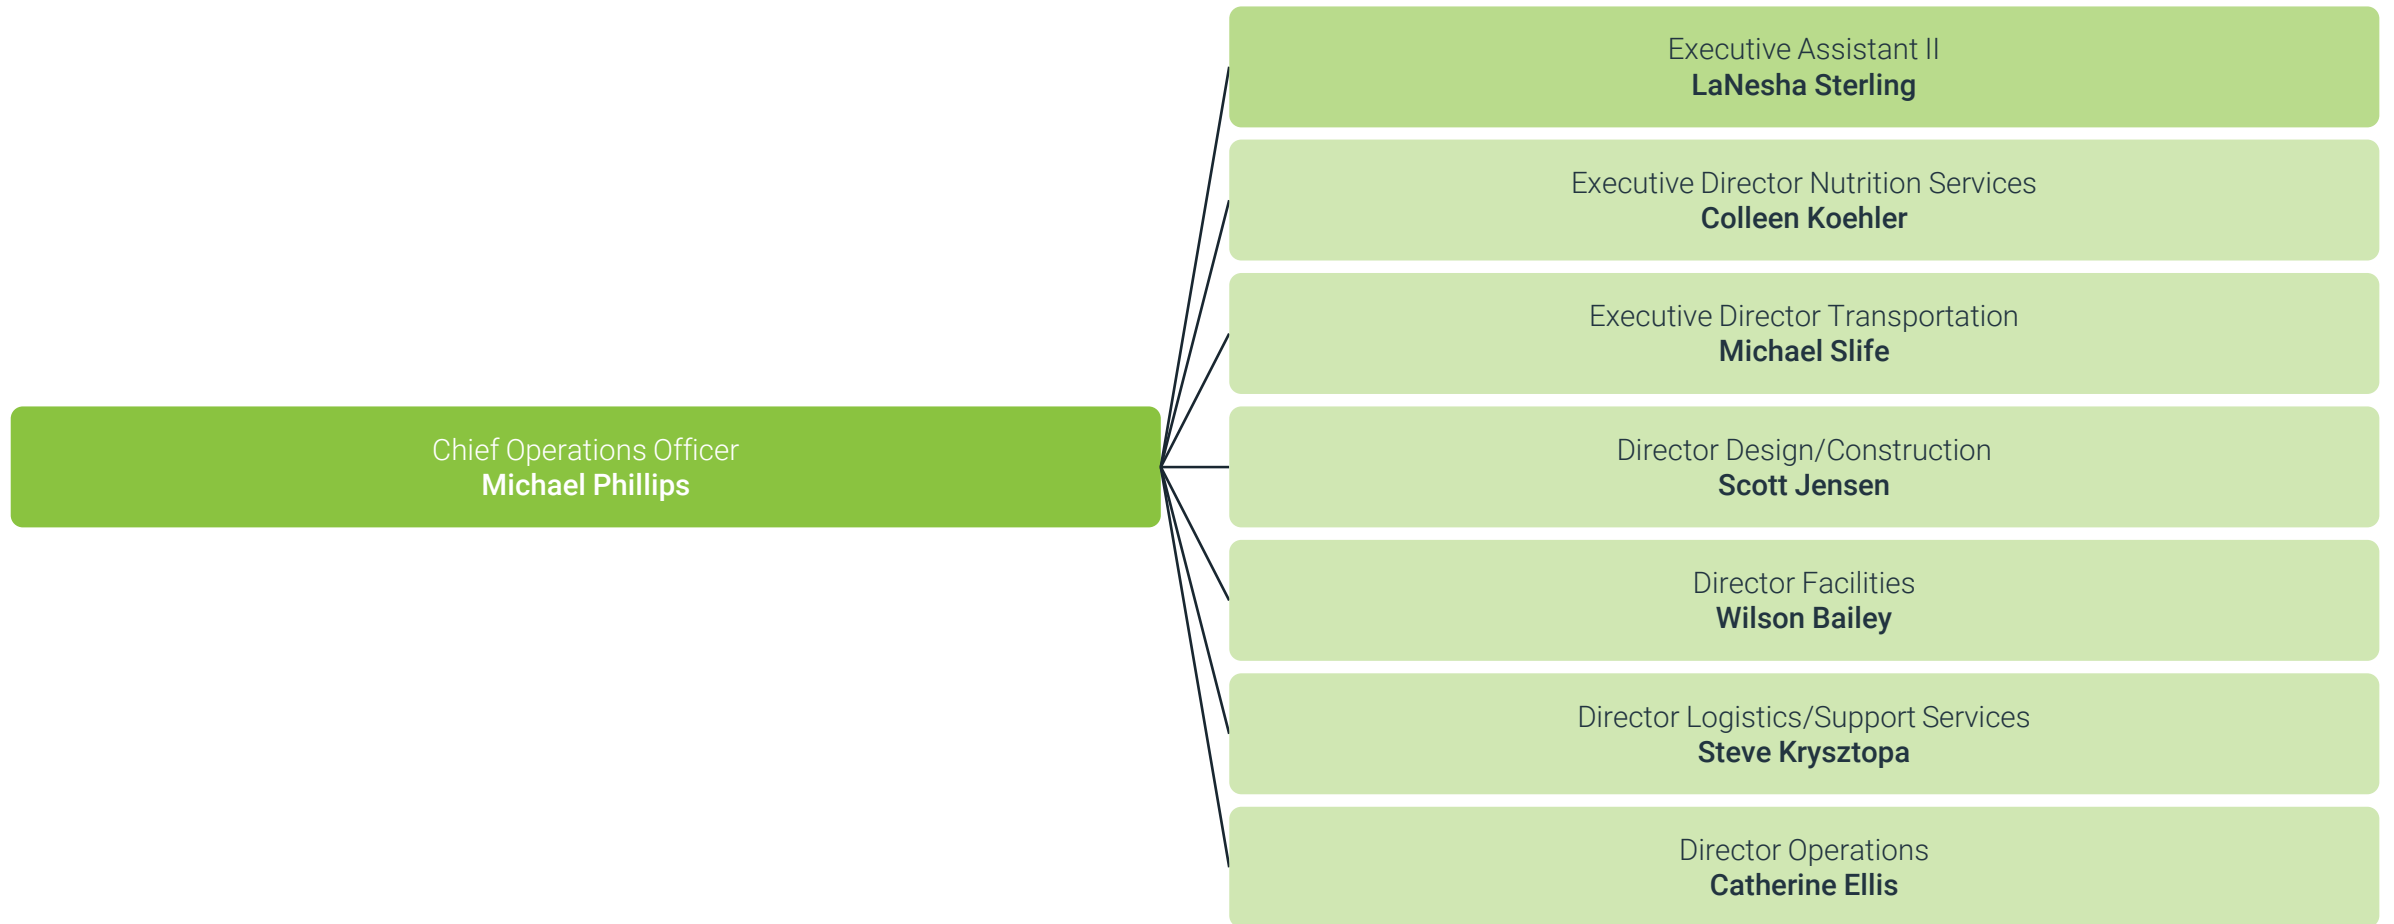 Executive Assistant II
LaNesha Sterling
Executive Director Nutrition Services
Colleen Koehler
Executive Director Transportation
Michael Slife
Chief Operations Officer
Michael Phillips
Director Design/Construction
Scott Jensen
Director Facilities
Wilson Bailey
Director Logistics/Support Services
Steve Krysztopa
Director Operations
Catherine Ellis